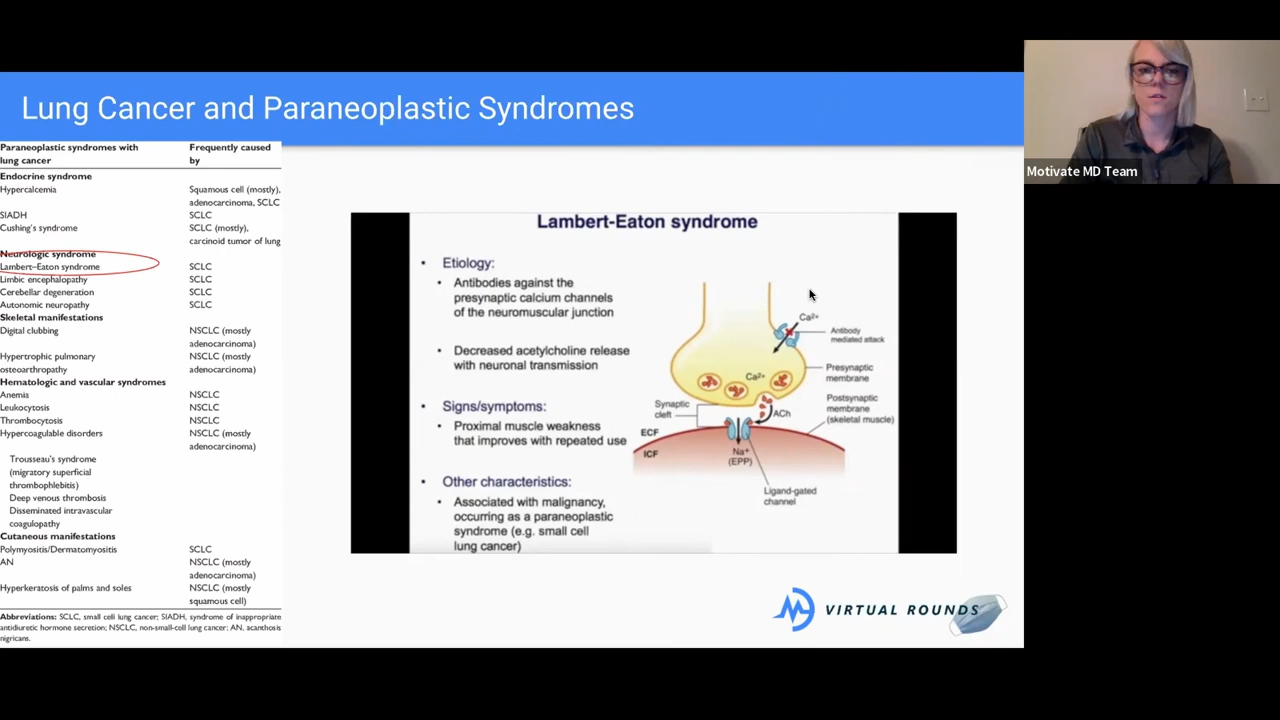 Lung Cancer and Paraneoplastic Syndromes
Motivate MD Team
Paraneoplastic syndromes with Frequently caused
lung cancer by
Endocrine syndrome
Hypercalcemia Squamous cell (mostly),
adenocarcinoma, SCLC
SIADH SCLC
Cushing's syndrome SCLC (mostly),
carcinoid tumor of lung
Neurologic syndrome
Lambert–Eaton syndrome SCLC
Limbic encephalopathy SCLC
Cerebellar degeneration SCLC
Autonomic neuropathy SCLC
Skeletal manifestations
Digital clubbing NSCLC (mostly
adenocarcinoma)
Hypertrophic pulmonary NSCLC (mostly
osteoarthropathy adenocarcinoma)
Hematologic and vascular syndromes
Anemia NSCLC
Leukocytosis NSCLC
Thrombocytosis NSCLC
Hypercoagulable disorders NSCLC (mostly
adenocarcinoma)
Trousseau's syndrome
(migratory superficial
thrombophlebitis)
Deep venous thrombosis
Disseminated intravascular
coagulopathy
Cutaneous manifestations
Polymyositis/Dermatomyositis SCLC
AN NSCLC (mostly
adenocarcinoma)
Hyperkeratosis of palms and soles NSCLC (mostly
squamous cell)
Abbreviations: SCLC, small cell lung cancer; SIADH, syndrome of inappropriate
antidiuretic hormone secretion; NSCLC, non-small-cell lung cancer; AN, acanthosis
nigricans.
Lambert-Eaton syndrome
• Etiology:
• Antibodies against the
presynaptic calcium channels
of the neuromuscular junction
• Decreased acetylcholine release
with neuronal transmission
• Signs/symptoms:
• Proximal muscle weakness
that improves with repeated use
• Other characteristics:
• Associated with malignancy,
occurring as a paraneoplastic
syndrome (e.g. small cell
lung cancer)
Ca2+
Antibody
mediated attack
Presynaptic
membrane
Ca2+
Postsynaptic
membrane
(skeletal muscle)
Synaptic
cleft
ACh
ECF
ICF
Na+
(EPP)
Ligand-gated
channel
VIRTUAL ROUNDS